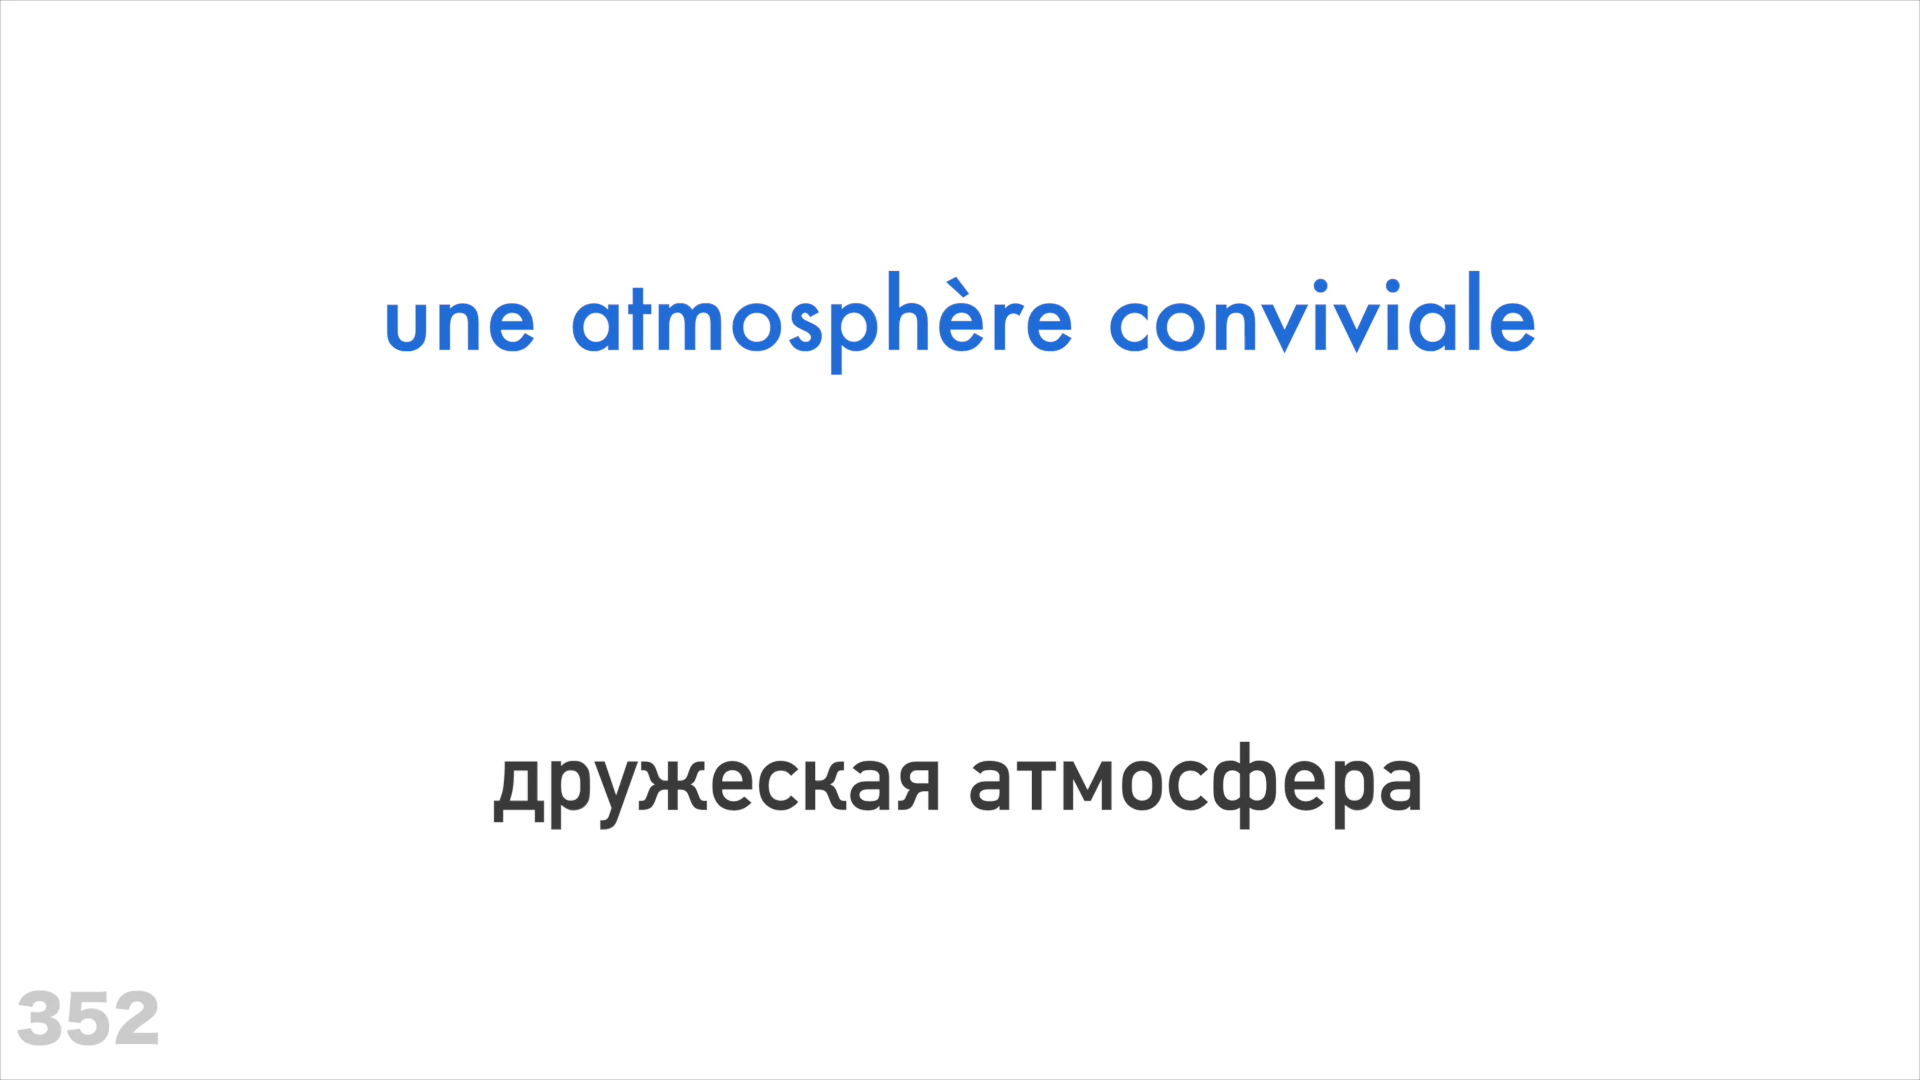 une atmosphère conviviale
дружеская атмосфера
352